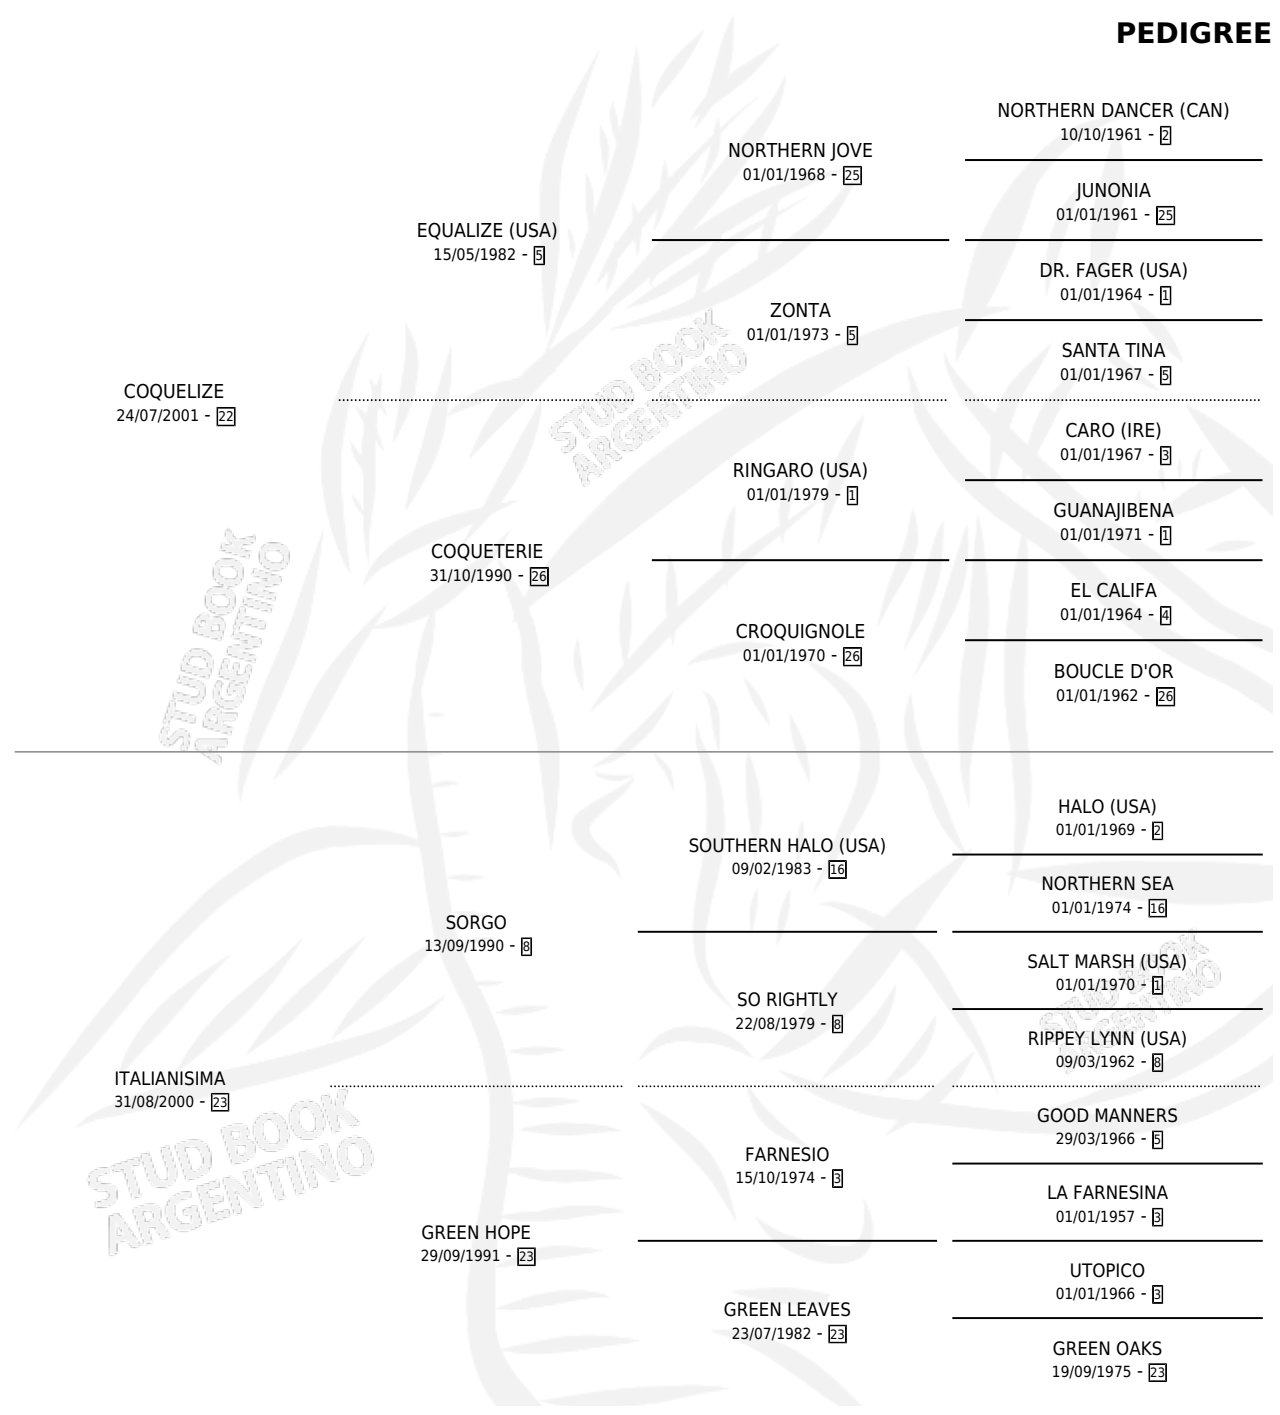 PEDIGREE
NORTHERN DANCER (CAN)
10/10/1961 - 2
NORTHERN JOVE
01/01/1968 - 25
JUNONIA
01/01/1961 - 25
EQUALIZE (USA)
15/05/1982 - 5
DR. FAGER (USA)
01/01/1964 - 1
ZONTA
01/01/1973 - 5
SANTA TINA
01/01/1967 - 5
COQUELIZE
24/07/2001 - 22
CARO (IRE)
01/01/1967 - 3
RINGARO (USA)
01/01/1979 - 1
GUANAJIBENA
01/01/1971 - 1
COQUETERIE
31/10/1990 - 26
EL CALIFA
01/01/1964 - 4
CROQUIGNOLE
01/01/1970 - 26
BOUCLE D'OR
01/01/1962 - 26
HALO (USA)
01/01/1969 - 2
SOUTHERN HALO (USA)
09/02/1983 - 16
NORTHERN SEA
01/01/1974 - 16
SORGO
13/09/1990 - 8
SALT MARSH (USA)
01/01/1970 - 1
SO RIGHTLY
22/08/1979 - 8
RIPPEY LYNN (USA)
09/03/1962 - 8
ITALIANISIMA
31/08/2000 - 23
GOOD MANNERS
29/03/1966 - 5
FARNESIO
15/10/1974 - 3
LA FARNESINA
01/01/1957 - 3
GREEN HOPE
29/09/1991 - 23
UTOPICO
01/01/1966 - 3
GREEN LEAVES
23/07/1982 - 23
GREEN OAKS
19/09/1975 - 23
STUD BOOK
ARGENTINO
STUD BOOK
ARGENTINO
STUD BOOK
ARGENTINO
STUD BOOK
ARGENTINO